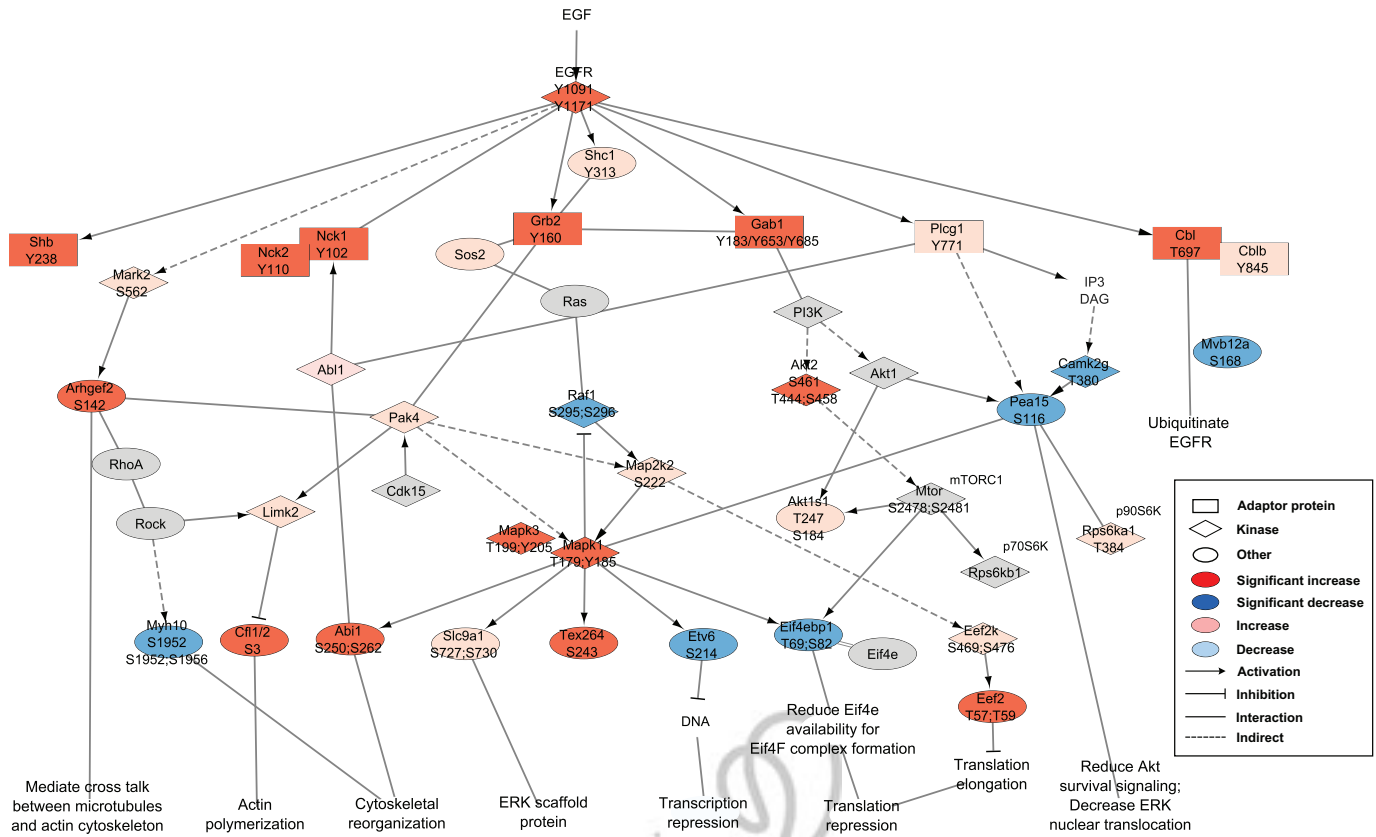 EGF
EGFR
Y1091
Y1171
Shc1
Y313
Shb
Y238
Nck2
Y110
Nck1
Y102
Grb2
Y160
Gab1
Y183/Y653/Y685
Plcg1
Y771
Cbl
T697
Cblb
Y845
Mark2
S562
Sos2
Ras
PI3K
IP3
DAG
Abl1
Akt2
S461
T444;S458
Akt1
Camk2g
T380
Mvb12a
S168
Arhgef2
S142
Pak4
Raf1
S295;S296
Pea15
S116
Ubiquitinate
EGFR
RhoA
Cdk15
Map2k2
S222
mTORC1
Mtor
S2478;S2481
Rock
Limk2
Akt1s1
T247
S184
p90S6K
Rps6ka1
T384
Mapk3
T199;Y205
Mapk1
T179;Y185
p70S6K
Rps6kb1
Myh10
S1952
S1952;S1956
Cfl1/2
S3
Abi1
S250;S262
Slc9a1
S727;S730
Tex264
S243
Etv6
S214
Eif4ebp1
T69;S82
Eif4e
Eef2k
S469;S476
Eef2
T57;T59
DNA
Reduce Eif4e
availability for
Eif4F complex formation
Translation
elongation
Mediate cross talk
between microtubules
and actin cytoskeleton
Actin
polymerization
Cytoskeletal
reorganization
ERK scaffold
protein
Transcription
repression
Translation
repression
Reduce Akt
survival signaling;
Decrease ERK
nuclear translocation
Adaptor protein
Kinase
Other
Significant increase
Significant decrease
Increase
Decrease
Activation
Inhibition
Interaction
Indirect